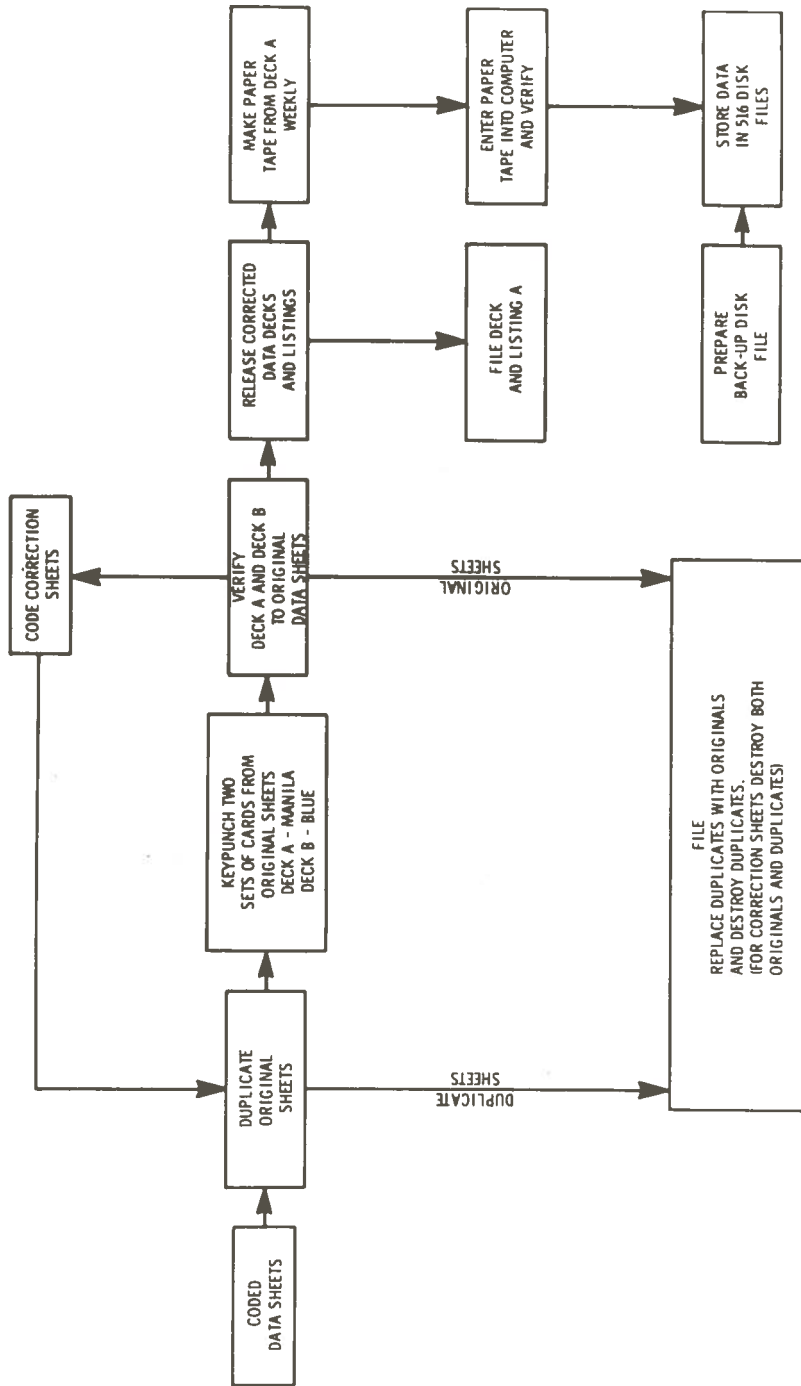 CODE CORRECTION
SHEETS
CODED
DATA SHEETS
DUPLICATE
ORIGINAL
SHEETS
KEYPUNCH TWO
SETS OF CARDS FROM
ORIGINAL SHEETS
DECK A - MANILA
DECK B - BLUE
VERIFY
DECK A AND DECK B
TO ORIGINAL
DATA SHEETS
RELEASE CORRECTED
DATA DECKS
AND LISTINGS
MAKE PAPER
TAPE FROM DECK A
WEEKLY
DUPLICATE
SHEETS
ORIGINAL
SHEETS
FILE DECK
AND LISTING A
ENTER PAPER
TAPE INTO COMPUTER
AND VERIFY
FILE
REPLACE DUPLICATES WITH ORIGINALS
AND DESTROY DUPLICATES.
(FOR CORRECTION SHEETS DESTROY BOTH
ORIGINALS AND DUPLICATES)
PREPARE
BACK-UP DISK
FILE
STORE DATA
IN 516 DISK
FILES